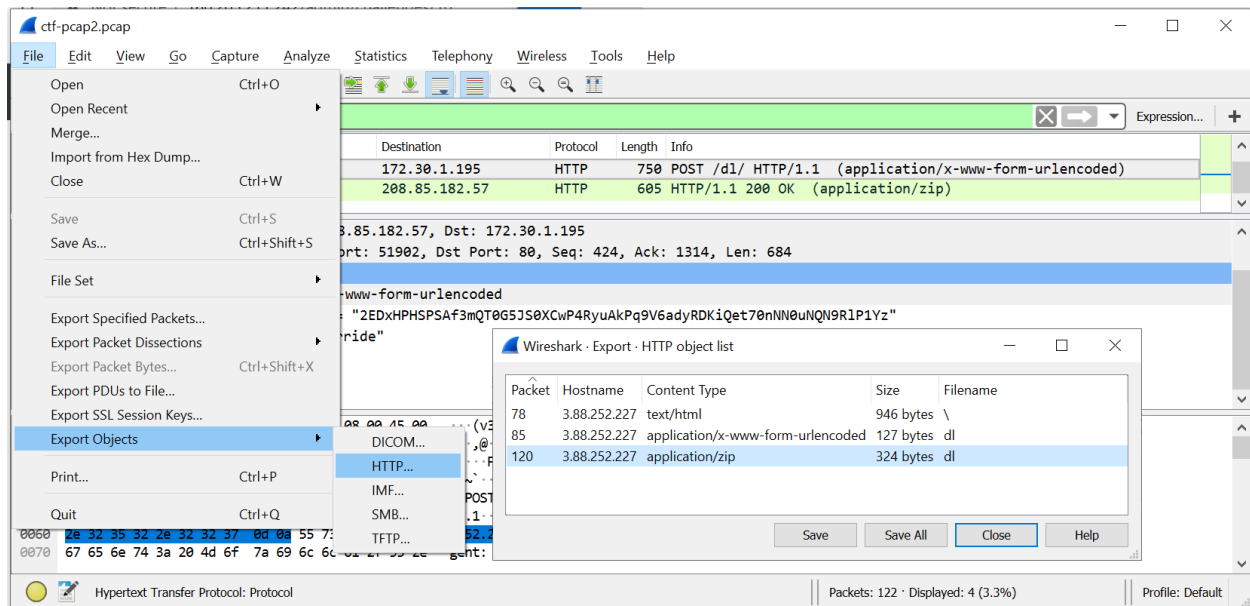 ctf-pcap2.pcap
File Edit View Go Capture Analyze Statistics Telephony Wireless Tools Help
Open Ctrl+O
Open Recent
Merge...
Import from Hex Dump...
Close Ctrl+W
Save Ctrl+S
Save As... Ctrl+Shift+S
File Set
Export Specified Packets...
Export Packet Dissections
Export Packet Bytes... Ctrl+Shift+X
Export PDUs to File...
Export SSL Session Keys...
Export Objects
Print... Ctrl+P
Quit Ctrl+Q
DICOM...
HTTP...
IMF...
SMB...
TFTP...
Expression... +
Destination Protocol Length Info
172.30.1.195 HTTP 750 POST /dl/ HTTP/1.1 (application/x-www-form-urlencoded)
208.85.182.57 HTTP 605 HTTP/1.1 200 OK (application/zip)
.85.182.57, Dst: 172.30.1.195
ort: 51902, Dst Port: 80, Seq: 424, Ack: 1314, Len: 684
-www-form-urlencoded
= "2EDxHPHSPSAf3mQT0G5JS0XCwP4RyuAkPq9V6adyRDKiQet70nNN0uNQN9RlP1Yz"
ride"
Wireshark · Export · HTTP object list
Packet Hostname Content Type Size Filename
78 3.88.252.227 text/html 946 bytes \
85 3.88.252.227 application/x-www-form-urlencoded 127 bytes dl
120 3.88.252.227 application/zip 324 bytes dl
Save Save All Close Help
08 00 45 00
POST
0060 2e 32 35 32 2e 32 32 37 0d 0a 55 73
0070 67 65 6e 74 3a 20 4d 6f 7a 69 6c 6c gent:
Hypertext Transfer Protocol: Protocol
Packets: 122 · Displayed: 4 (3.3%)
Profile: Default